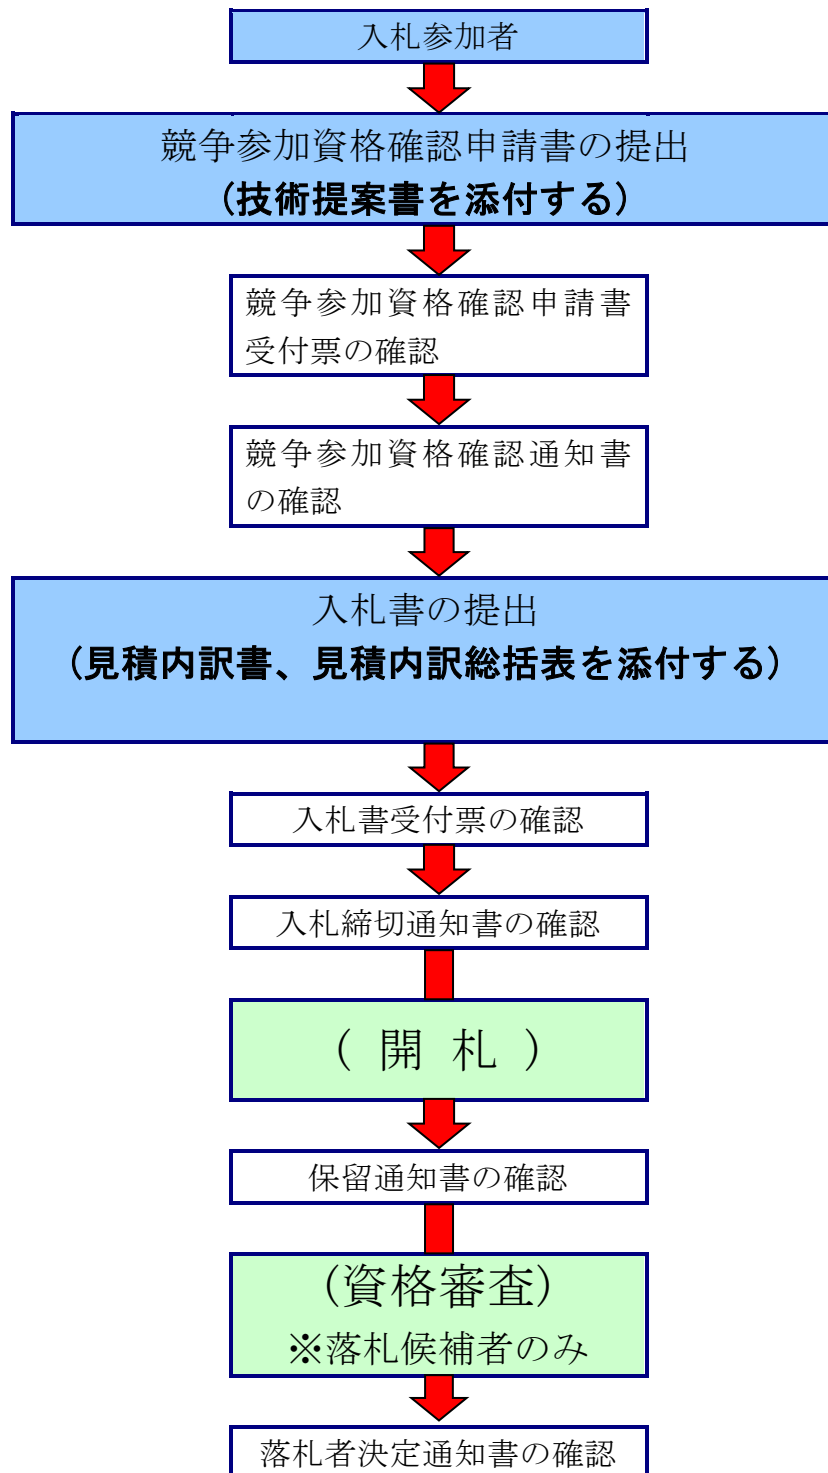 入札参加者
競争参加資格確認申請書の提出
（技術提案書を添付する）
競争参加資格確認申請書
受付票の確認
競争参加資格確認通知書
の確認
入札書の提出
（見積内訳書、見積内訳総括表を添付する）
入札書受付票の確認
入札締切通知書の確認
（ 開 札 ）
保留通知書の確認
（資格審査）
※落札候補者のみ
落札者決定通知書の確認